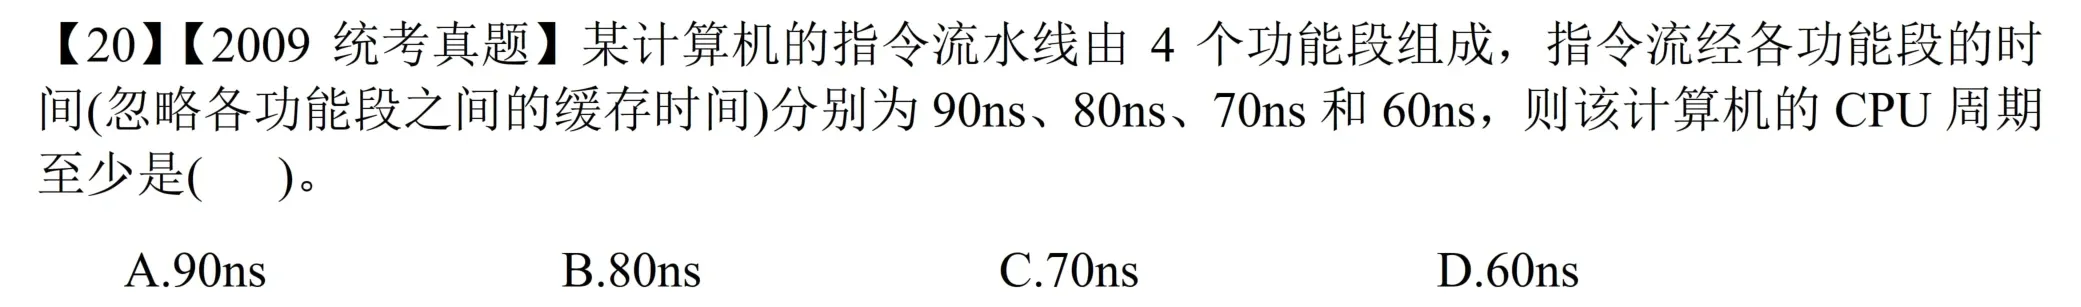 【20】【2009 统考真题】某计算机的指令流水线由 4 个功能段组成，指令流经各功能段的时
间(忽略各功能段之间的缓存时间)分别为 90ns、80ns、70ns 和 60ns，则该计算机的 CPU 周期
至少是(    )。
A.90ns B.80ns C.70ns D.60ns